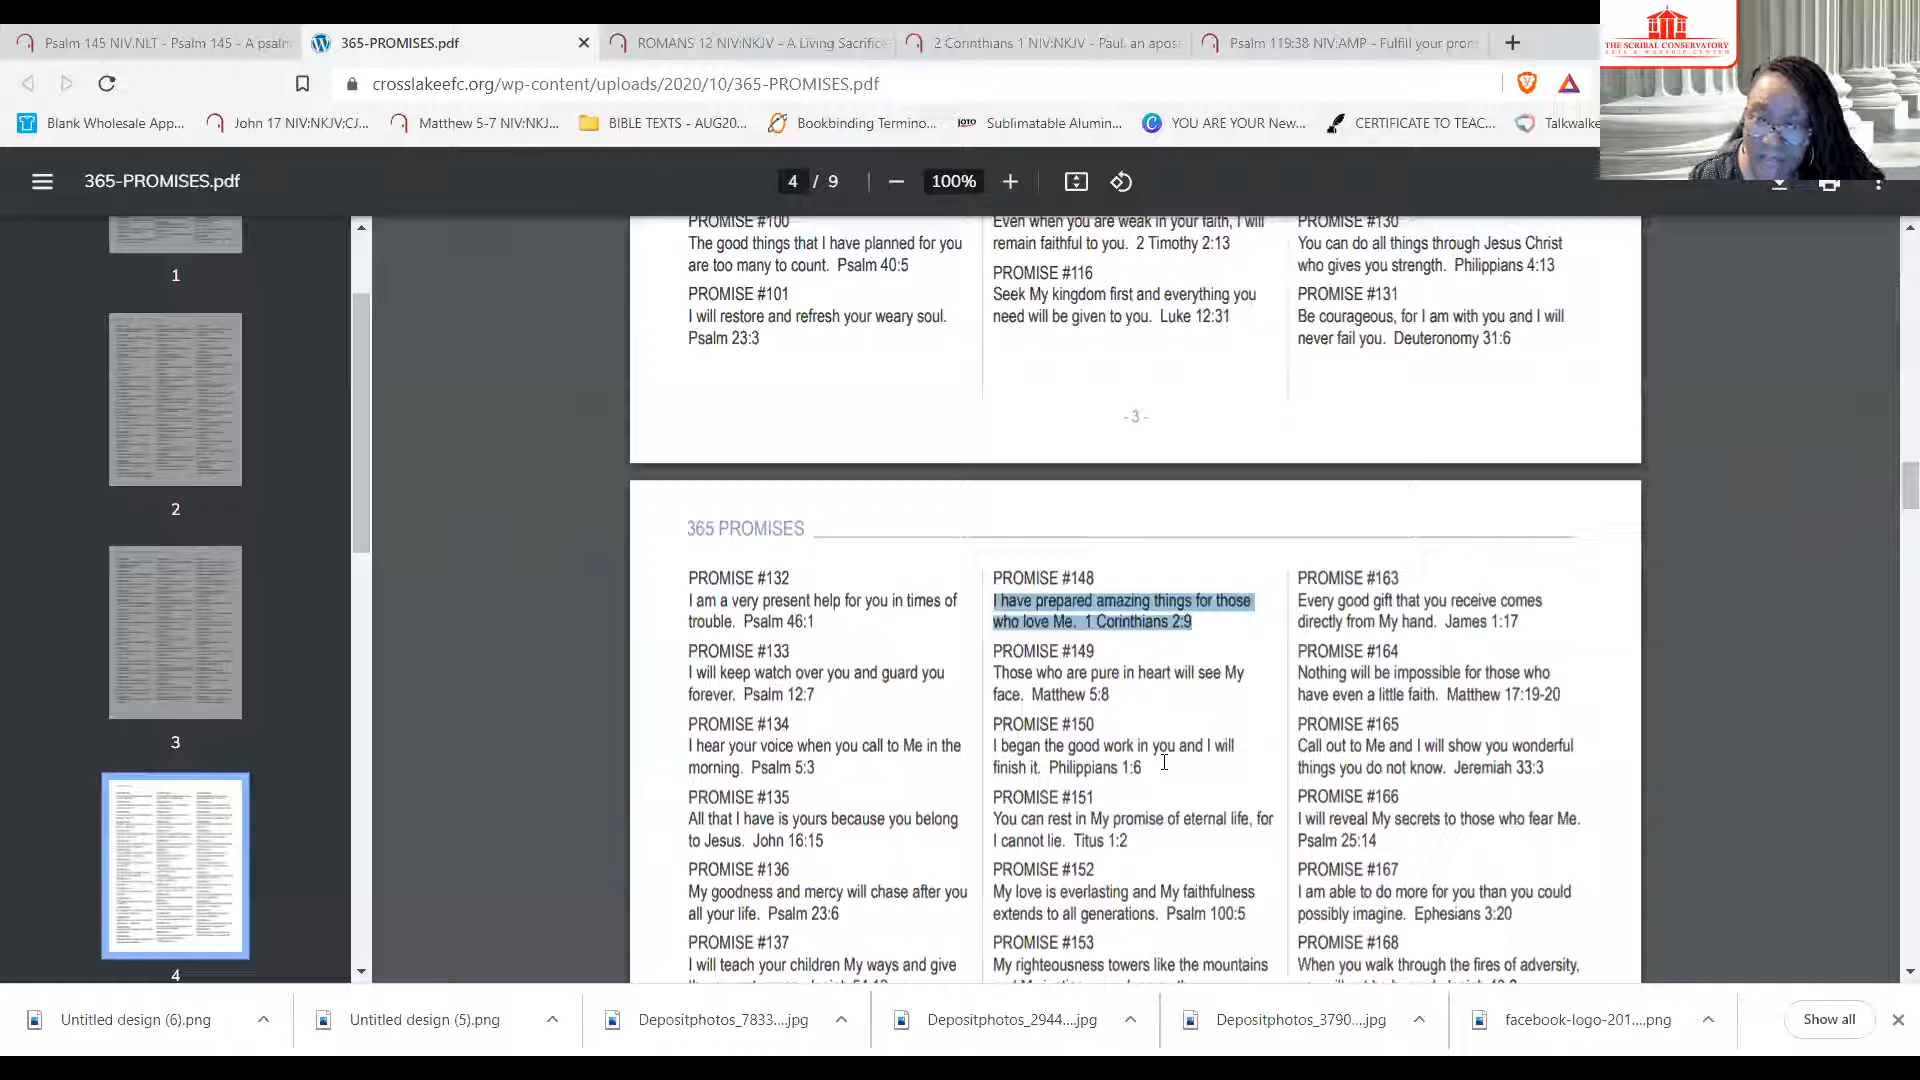 Psalm 145 NIV.NLT - Psalm 145 - A psalm
365-PROMISES.pdf
ROMANS 12 NIV:NKJV - A Living Sacrifice
2 Corinthians 1 NIV:NKJV - Paul, an apos
Psalm 119:38 NIV:AMP - Fulfill your pron
THE SCRIBAL CONSERVATORY
ARTS & WORSHIP CENTER
crosslakeefc.org/wp-content/uploads/2020/10/365-PROMISES.pdf
Blank Wholesale App...
John 17 NIV:NKJV;CJ...
Matthew 5-7 NIV:NKJ...
BIBLE TEXTS - AUG20...
Bookbinding Termino...
JOTO
Sublimatable Alumin...
YOU ARE YOUR New...
CERTIFICATE TO TEAC...
Talkwalke
365-PROMISES.pdf
4 / 9
100%
1
2
3
4
PROMISE #100
The good things that I have planned for you
are too many to count. Psalm 40:5
PROMISE #101
I will restore and refresh your weary soul.
Psalm 23:3
Even when you are weak in your faith, I will
remain faithful to you. 2 Timothy 2:13
PROMISE #116
Seek My kingdom first and everything you
need will be given to you. Luke 12:31
PROMISE #130
You can do all things through Jesus Christ
who gives you strength. Philippians 4:13
PROMISE #131
Be courageous, for I am with you and I will
never fail you. Deuteronomy 31:6
- 3 -
365 PROMISES
PROMISE #132
I am a very present help for you in times of
trouble. Psalm 46:1
PROMISE #133
I will keep watch over you and guard you
forever. Psalm 12:7
PROMISE #134
I hear your voice when you call to Me in the
morning. Psalm 5:3
PROMISE #135
All that I have is yours because you belong
to Jesus. John 16:15
PROMISE #136
My goodness and mercy will chase after you
all your life. Psalm 23:6
PROMISE #137
I will teach your children My ways and give
PROMISE #148
I have prepared amazing things for those
who love Me. 1 Corinthians 2:9
PROMISE #149
Those who are pure in heart will see My
face. Matthew 5:8
PROMISE #150
I began the good work in you and I will
finish it. Philippians 1:6
PROMISE #151
You can rest in My promise of eternal life, for
I cannot lie. Titus 1:2
PROMISE #152
My love is everlasting and My faithfulness
extends to all generations. Psalm 100:5
PROMISE #153
My righteousness towers like the mountains
PROMISE #163
Every good gift that you receive comes
directly from My hand. James 1:17
PROMISE #164
Nothing will be impossible for those who
have even a little faith. Matthew 17:19-20
PROMISE #165
Call out to Me and I will show you wonderful
things you do not know. Jeremiah 33:3
PROMISE #166
I will reveal My secrets to those who fear Me.
Psalm 25:14
PROMISE #167
I am able to do more for you than you could
possibly imagine. Ephesians 3:20
PROMISE #168
When you walk through the fires of adversity,
Untitled design (6).png
Untitled design (5).png
Depositphotos_7833....jpg
Depositphotos_2944....jpg
Depositphotos_3790....jpg
facebook-logo-201....png
Show all